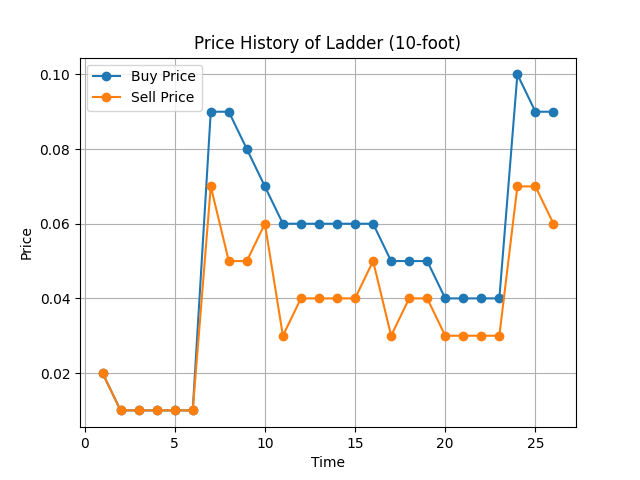 Price History of Ladder (10-foot)
Buy Price
Sell Price
Price
0.10
0.08
0.06
0.04
0.02
0 5 10 15 20 25
Time